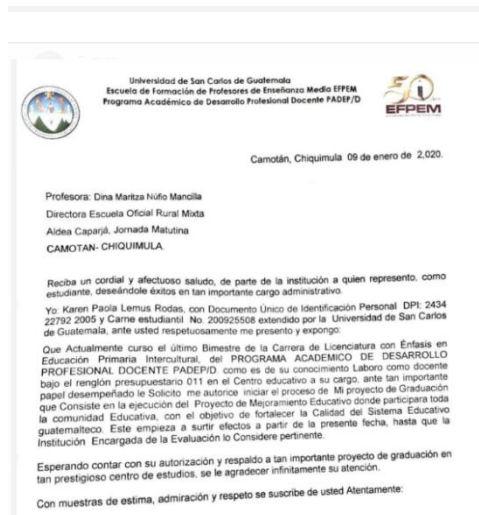 Universidad de San Carlos de Guatemala
Escuela de Formación de Profesores de Enseñanza Media EFPEM
Programa Académico de Desarrollo Profesional Docente PADEP/D
50
EFPEM
Camotán, Chiquimula 09 de enero de 2,020.
Profesora: Dina Maritza Núño Mancilla
Directora Escuela Oficial Rural Mixta
Aldea Caparjá, Jornada Matutina
CAMOTAN- CHIQUIMULA
Reciba un cordial y afectuoso saludo, de parte de la institución a quien represento, como
estudiante, deseándole éxitos en tan importante cargo administrativo.
Yo: Karen Paola Lemus Rodas, con Documento Único de Identificación Personal DPI: 2434
22792 2005 y Carne estudiantil No. 200925508 extendido por la Universidad de San Carlos
de Guatemala, ante usted respetuosamente me presento y expongo:
Que Actualmente curso el último Bimestre de la Carrera de Licenciatura con Énfasis en
Educación Primaria Intercultural, del PROGRAMA ACADEMICO DE DESARROLLO
PROFESIONAL DOCENTE PADEP/D. como es de su conocimiento Laboro como docente
bajo el renglón presupuestario 011 en el Centro educativo a su cargo, ante tan importante
papel desempeñado le Solicito me autorice iniciar el proceso de Mi proyecto de Graduación
que Consiste en la ejecución del Proyecto de Mejoramiento Educativo donde participara toda
la comunidad Educativa, con el objetivo de fortalecer la Calidad del Sistema Educativo
guatemalteco. Este empieza a surtir efectos a partir de la presente fecha, hasta que la
Institución Encargada de la Evaluación lo Considere pertinente.
Esperando contar con su autorización y respaldo a tan importante proyecto de graduación en
tan prestigioso centro de estudios, se le agradecer infinitamente su atención.
Con muestras de estima, admiración y respeto se suscribe de usted Atentamente: